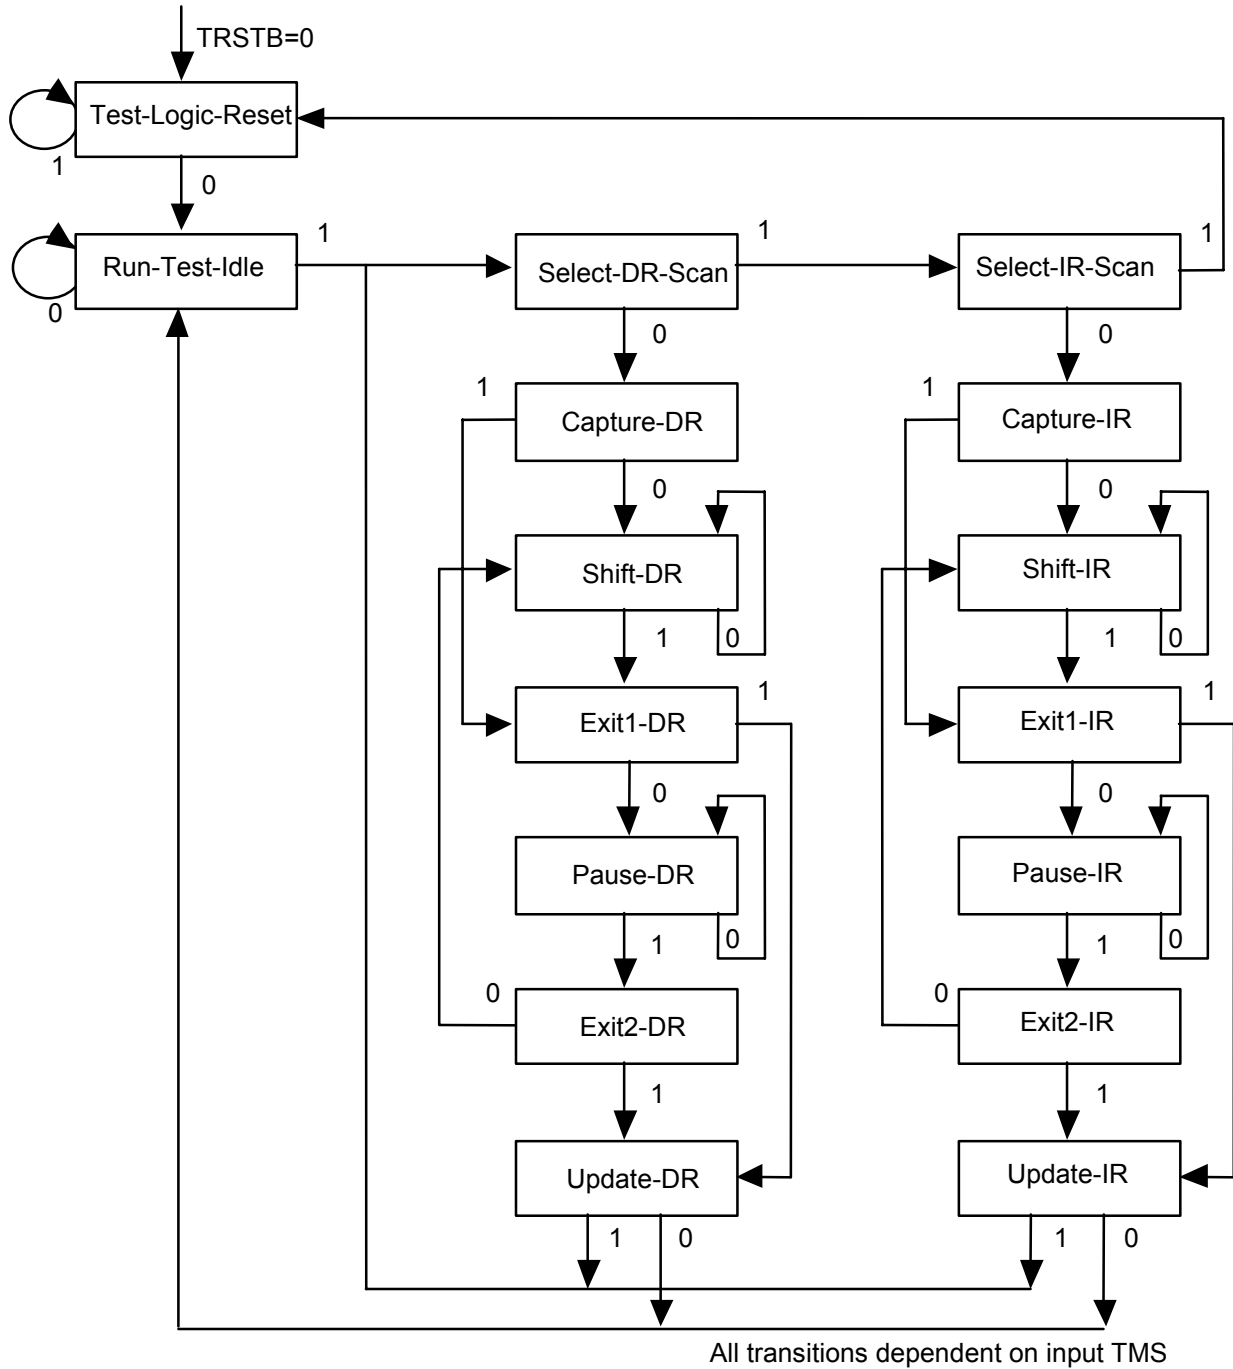 TRSTB=0
Test-Logic-Reset
1
0
Run-Test-Idle
0
1
Select-DR-Scan
1
Select-IR-Scan
1
0
0
1
Capture-DR
1
Capture-IR
0
0
Shift-DR
Shift-IR
1
0
1
0
Exit1-DR
1
Exit1-IR
1
0
0
Pause-DR
Pause-IR
1
0
1
0
0
Exit2-DR
0
Exit2-IR
1
1
Update-DR
Update-IR
1
0
1
0
All transitions dependent on input TMS